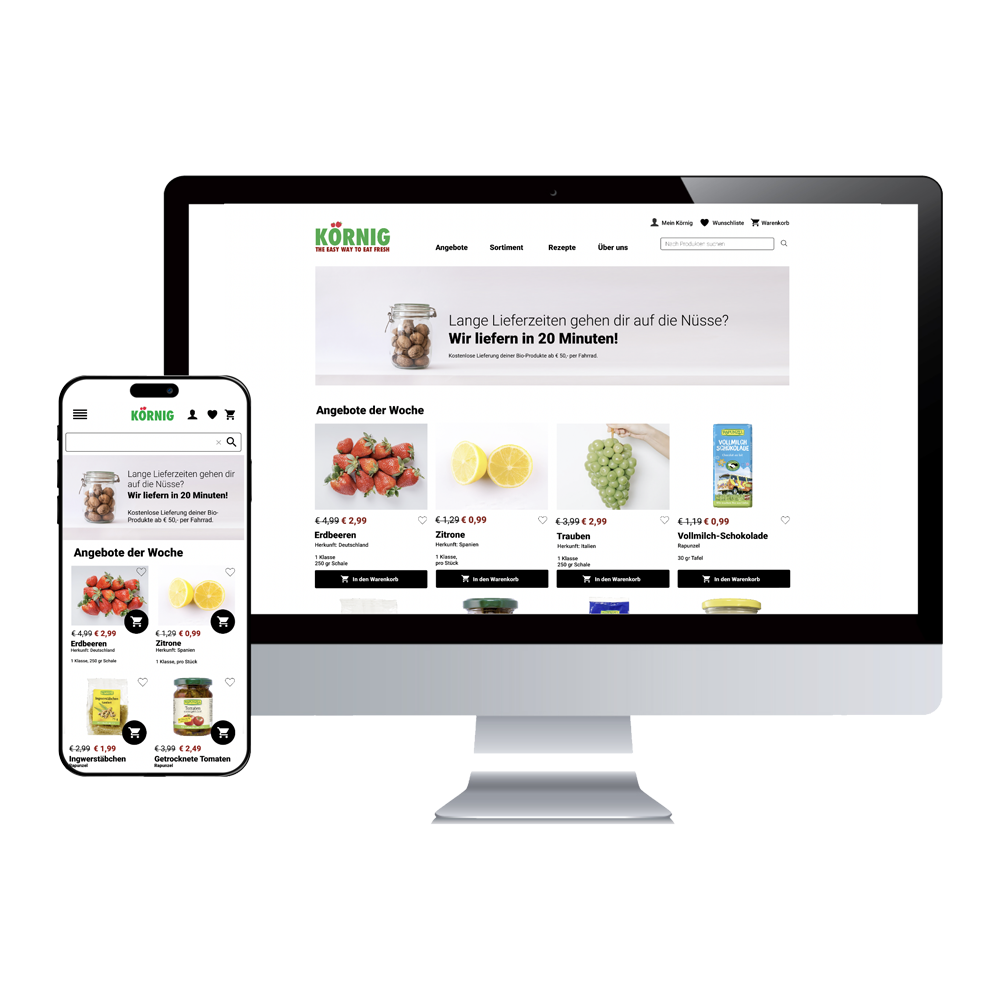 KÖRNIG
THE EASY WAY TO EAT FRESH
Angebote Sortiment Rezepte Über uns
Mein Körnig Wunschliste Warenkorb
Nach Produkten suchen
Lange Lieferzeiten gehen dir auf die Nüsse?
Wir liefern in 20 Minuten!
Kostenlose Lieferung deiner Bio-Produkte ab € 50,- per Fahrrad.
Angebote der Woche
VOLLMILCH
SCHOKOLADE
€ 4,99 € 2,99
Erdbeeren
Herkunft: Deutschland
1 Klasse
250 gr Schale
In den Warenkorb
€ 1,29 € 0,99
Zitrone
Herkunft: Spanien
1 Klasse,
pro Stück
In den Warenkorb
€ 3,99 € 2,99
Trauben
Herkunft: Italien
1 Klasse
250 gr Schale
In den Warenkorb
€ 1,19 € 0,99
Vollmilch-Schokolade
Rapunzel
30 gr Tafel
In den Warenkorb
KÖRNIG
Lange Lieferzeiten gehen dir
auf die Nüsse?
Wir liefern in 20 Minuten!
Kostenlose Lieferung deiner Bio-
Produkte ab € 50,- per Fahrrad.
Angebote der Woche
€ 4,99 € 2,99
Erdbeeren
Herkunft: Deutschland
1 Klasse, 250 gr Schale
€ 1,29 € 0,99
Zitrone
Herkunft: Spanien
1 Klasse, pro Stück
Ingwerstäbchen
Tomaten
€ 2,99 € 1,99
Ingwerstäbchen
Rapunzel
€ 3,99 € 2,49
Getrocknete Tomaten
Rapunzel